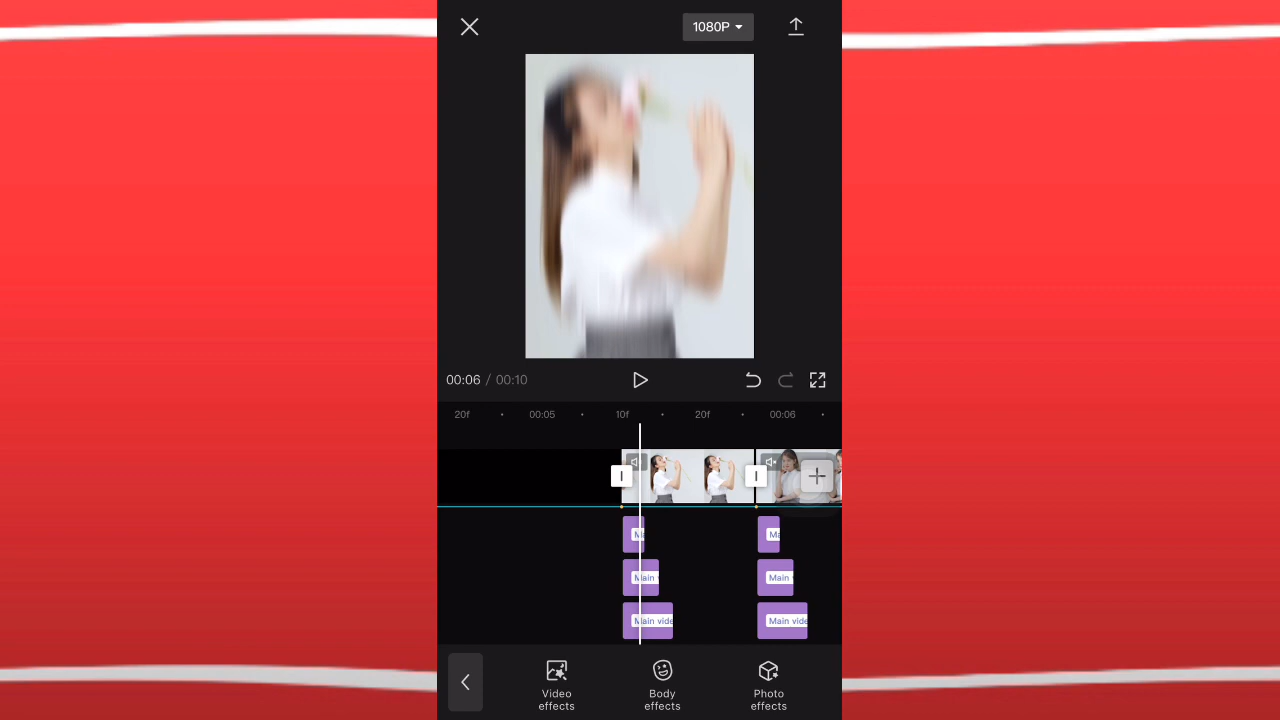 1080P
00:06 / 00:10
20f 00:05 10f 20f 00:06
Main
Main
Main vide
Main vide
Video effects
Body effects
Photo effects